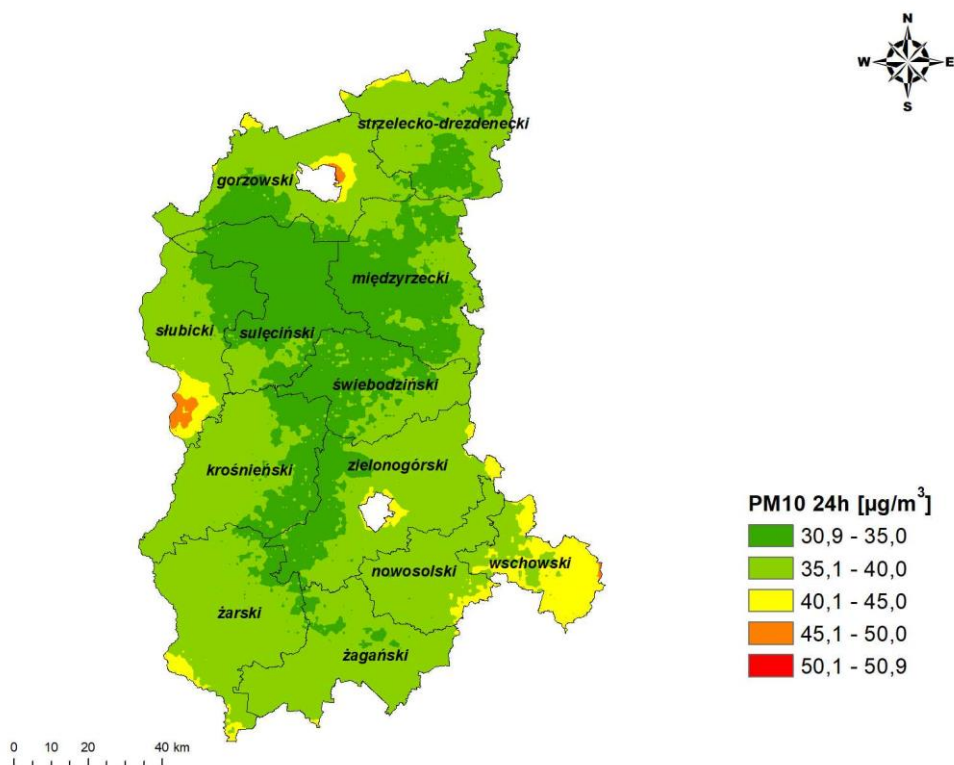 N
W E
S
strzelecko-drezdenecki
gorzowski
międzyrzecki
słubicki
sulęciński
świebodziński
krośnieński
zielonogórski
nowosolski
wschowski
żarski
żagański
PM10 24h [µg/m³]
30,9 - 35,0
35,1 - 40,0
40,1 - 45,0
45,1 - 50,0
50,1 - 50,9
0 10 20 40 km